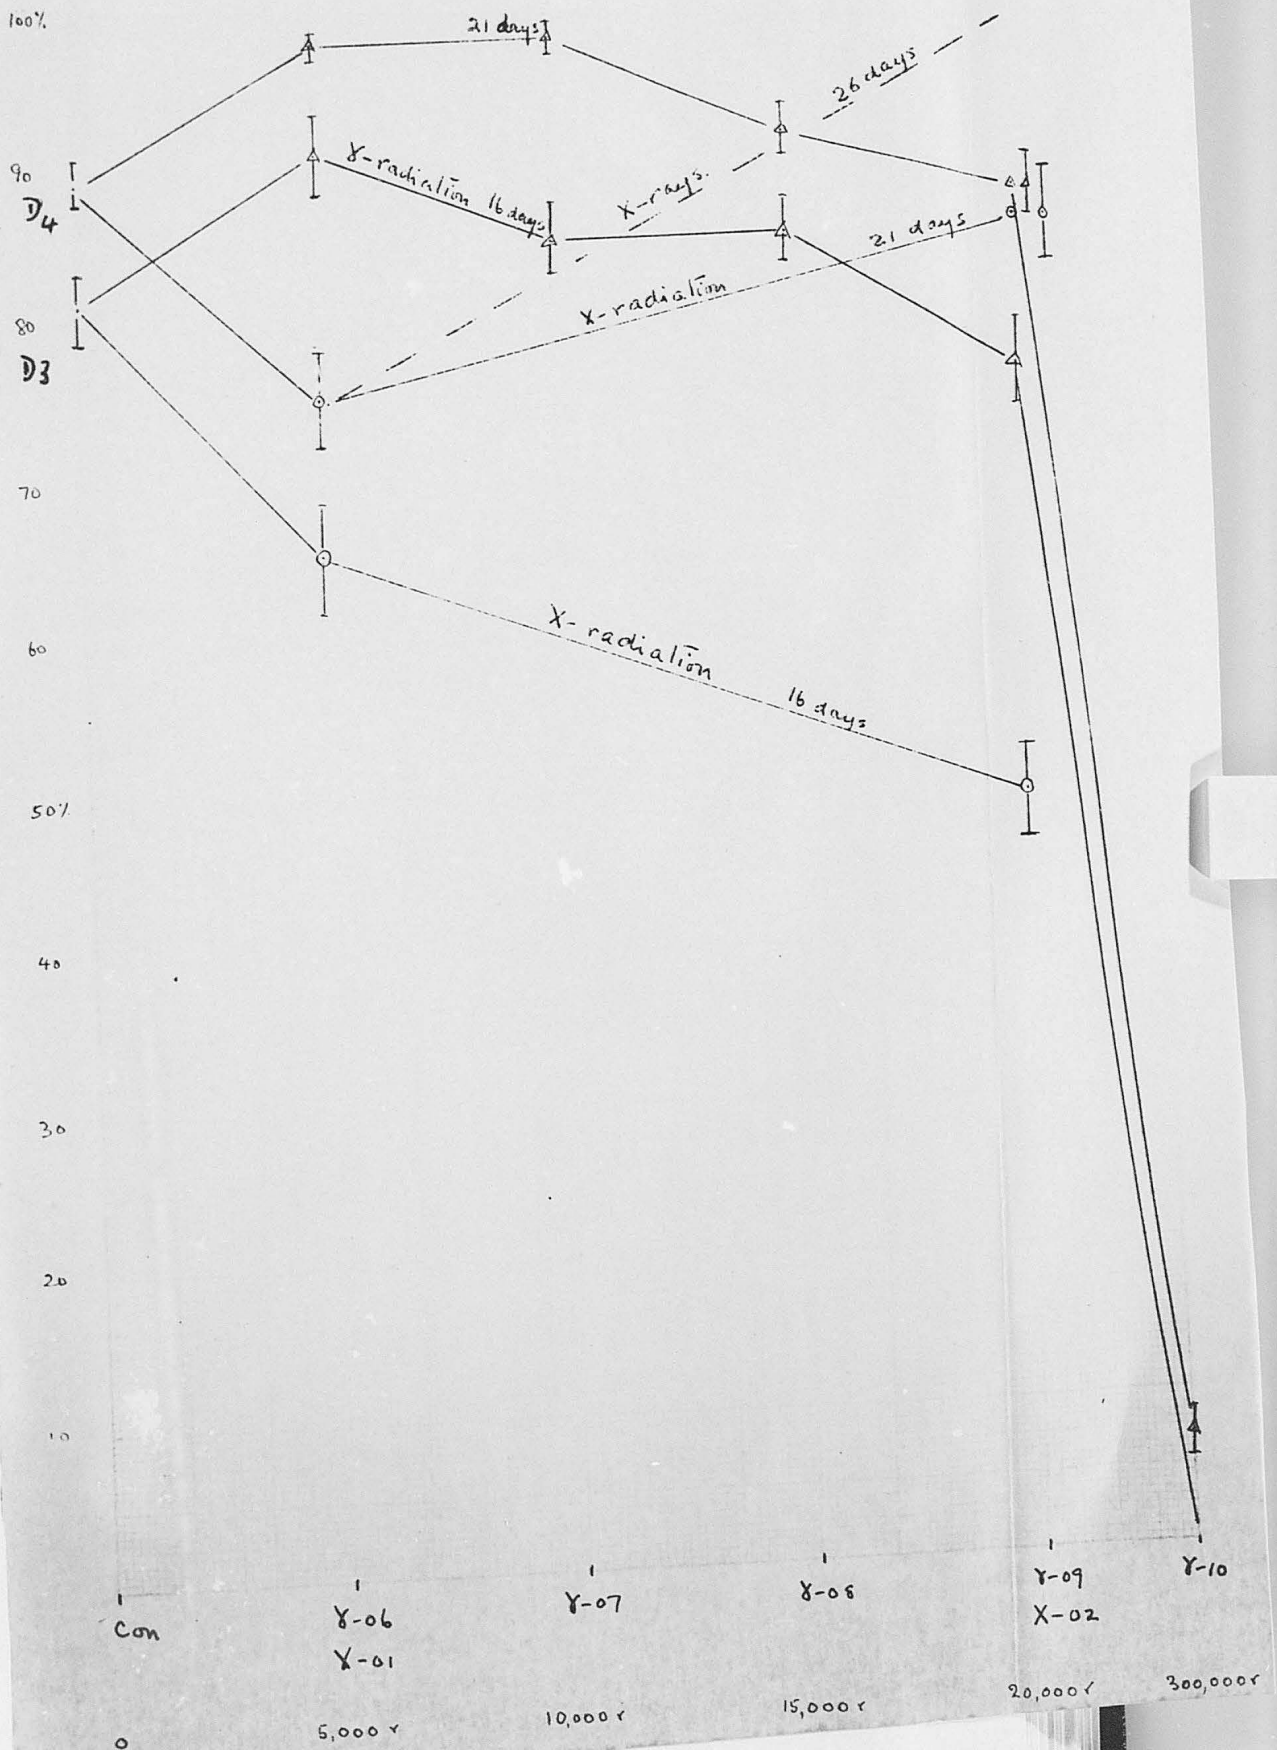 100%
21 days
26 days
90
D4
γ-radiation 16 days
X-rays.
21 days
X-radiation
80
D3
70
60
X-radiation
16 days
50%
40
30
20
10
Con
γ-06
X-01
γ-07
γ-08
γ-09
X-02
γ-10
0
5,000 r
10,000 r
15,000 r
20,000 r
300,000 r